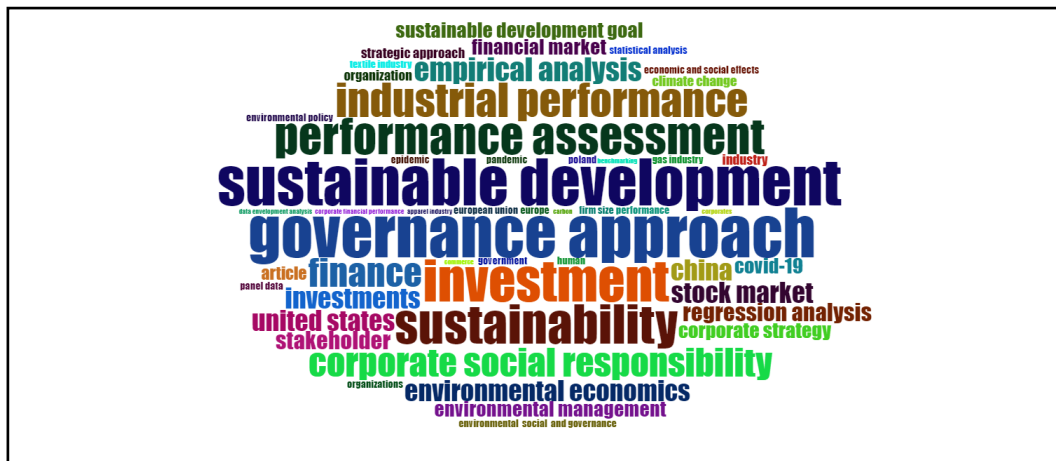 sustainable development goal
strategic approach financial market statistical analysis
textile industry
organization empirical analysis economic and social effects
climate change
industrial performance
environmental policy
performance assessment
epidemic pandemic poland benchmarking gas industry industry
sustainable development
data envelopment analysis corporate financial performance apparel industry european union europe carbon firm size performance corporates
governance approach
commerce government human
article finance investment china covid-19
panel data investments stock market
united states sustainability regression analysis
stakeholder corporate strategy
corporate social responsibility
organizations environmental economics
environmental management
environmental social and governance